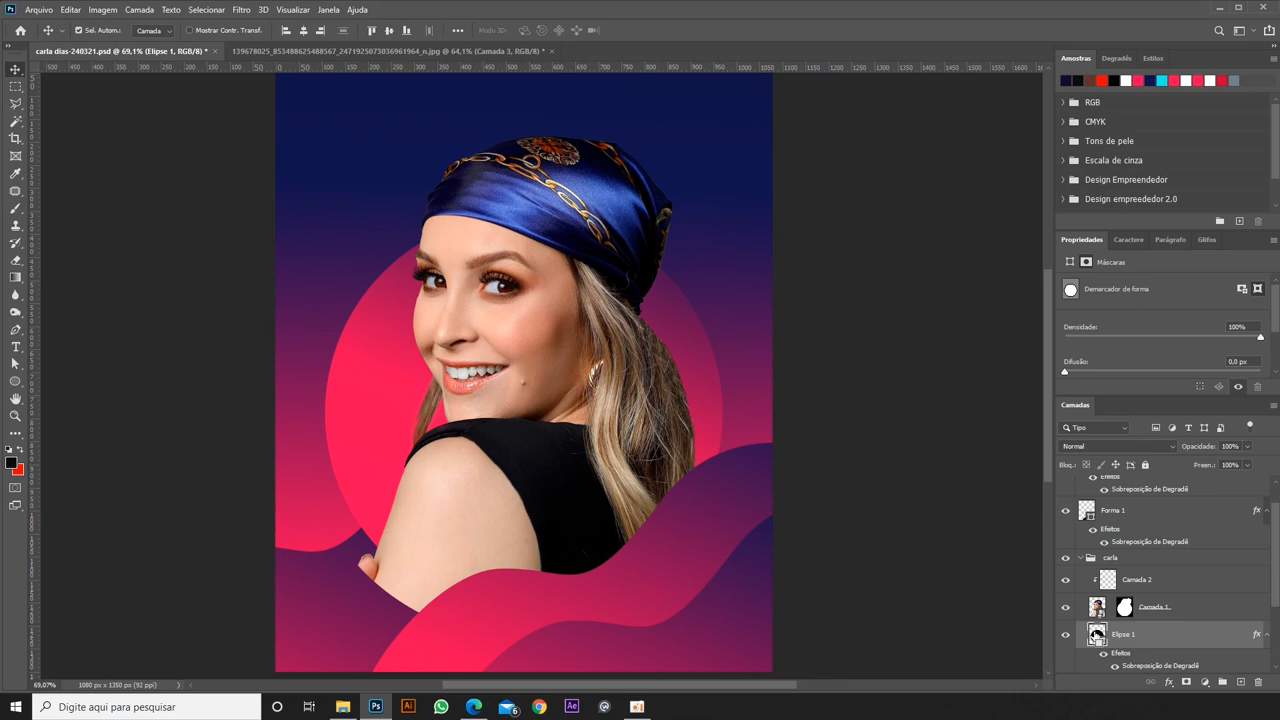 Arquivo Editar Imagem Camada Texto Selecionar Filtro 3D Visualizar Janela Ajuda
Sel. Autom.: Camada Mostrar Contr. Transf. Modo 3D:
carla dias-240321.psd @ 69,1% (Elipse 1, RGB/8) * 139678025_853488625488567_2471925073036961964_n.jpg @ 64,1% (Camada 3, RGB/8) *
Amostras Degradês Estilos
RGB
CMYK
Tons de pele
Escala de cinza
Design Empreendedor
Design empreededor 2.0
Propriedades Caractere Parágrafo Glifos
Máscaras
Demarcador de forma
Densidade: 100%
Difusão: 0,0 px
Camadas
Tipo
Normal Opacidade: 100%
Bloq.: Preen.: 100%
Efeitos
Sobreposição de Degradê
Forma 1 fx
Efeitos
Sobreposição de Degradê
carla
Camada 2
Camada 1
Elipse 1 fx
Efeitos
Sobreposição de Degradê
69,07% 1080 px x 1350 px (92 ppi)
Digite aqui para pesquisar